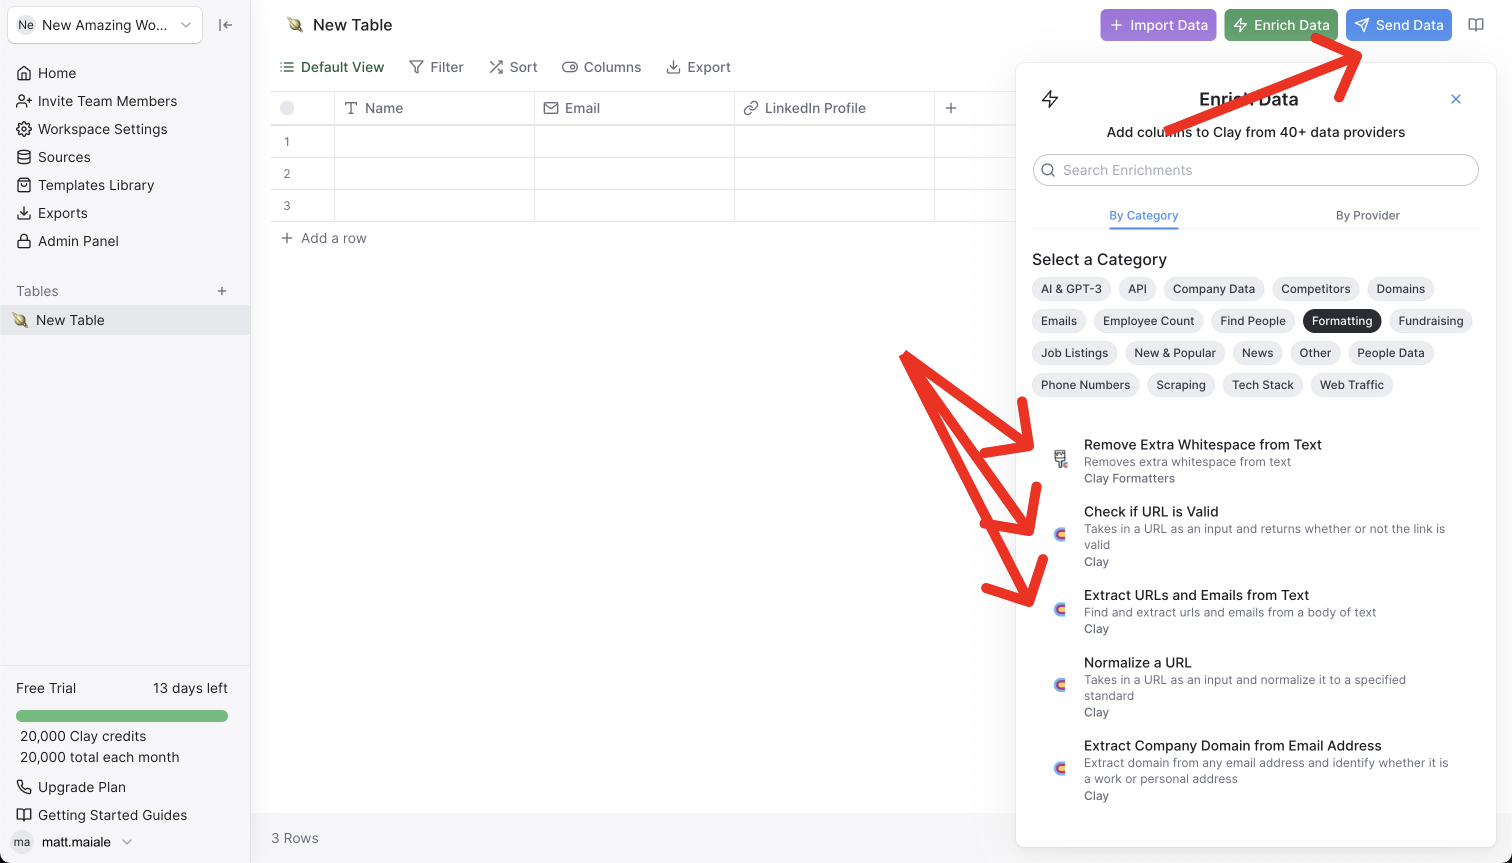 Ne New Amazing Wo...
Home
Invite Team Members
Workspace Settings
Sources
Templates Library
Exports
Admin Panel
Tables
New Table
Free Trial 13 days left
20,000 Clay credits
20,000 total each month
Upgrade Plan
Getting Started Guides
ma matt.maiale
New Table
Import Data Enrich Data Send Data
Default View Filter Sort Columns Export
Name Email LinkedIn Profile
1
2
3
Add a row
3 Rows
Enrich Data
Add columns to Clay from 40+ data providers
Search Enrichments
By Category By Provider
Select a Category
AI & GPT-3 API Company Data Competitors Domains
Emails Employee Count Find People Formatting Fundraising
Job Listings New & Popular News Other People Data
Phone Numbers Scraping Tech Stack Web Traffic
Remove Extra Whitespace from Text
Removes extra whitespace from text
Clay Formatters
Check if URL is Valid
Takes in a URL as an input and returns whether or not the link is
valid
Clay
Extract URLs and Emails from Text
Find and extract urls and emails from a body of text
Clay
Normalize a URL
Takes in a URL as an input and normalize it to a specified
standard
Clay
Extract Company Domain from Email Address
Extract domain from any email address and identify whether it is
a work or personal address
Clay